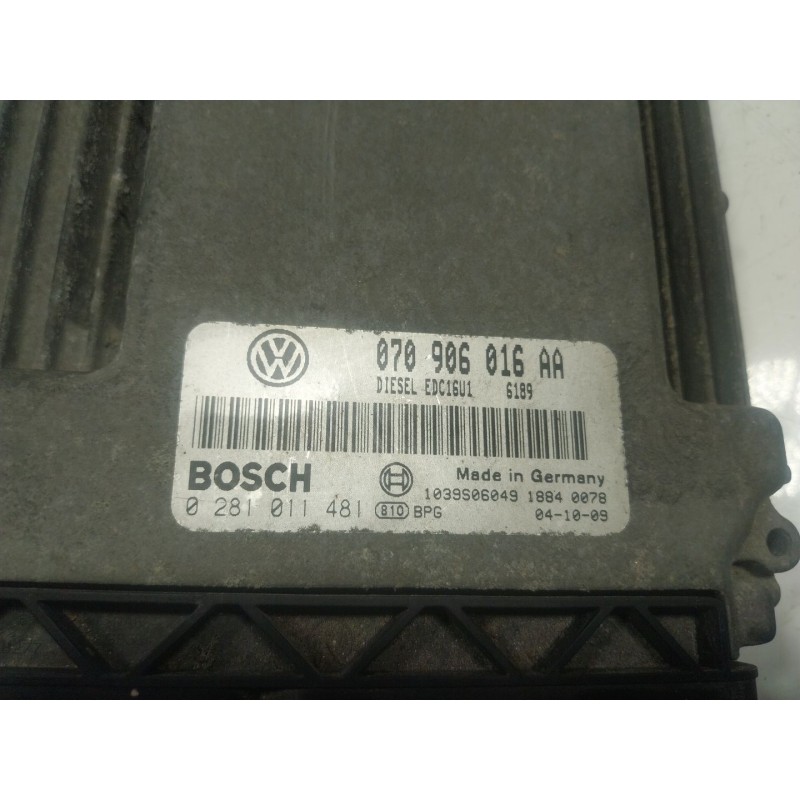 070 906 016 AA
DIESEL EDC16U1 6189
BOSCH Made in Germany
1039S06049 1884 0078
0 281 011 481 810 BPG 04-10-09